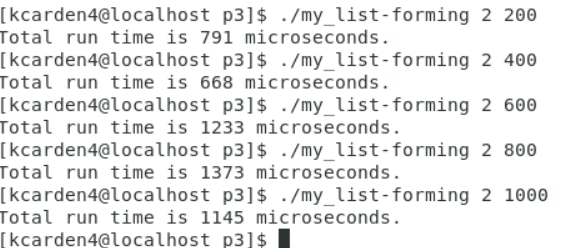 [kcarden4@localhost p3]$ ./my_list-forming 2 200
Total run time is 791 microseconds.
[kcarden4@localhost p3]$ ./my_list-forming 2 400
Total run time is 668 microseconds.
[kcarden4@localhost p3]$ ./my_list-forming 2 600
Total run time is 1233 microseconds.
[kcarden4@localhost p3]$ ./my_list-forming 2 800
Total run time is 1373 microseconds.
[kcarden4@localhost p3]$ ./my_list-forming 2 1000
Total run time is 1145 microseconds.
[kcarden4@localhost p3]$